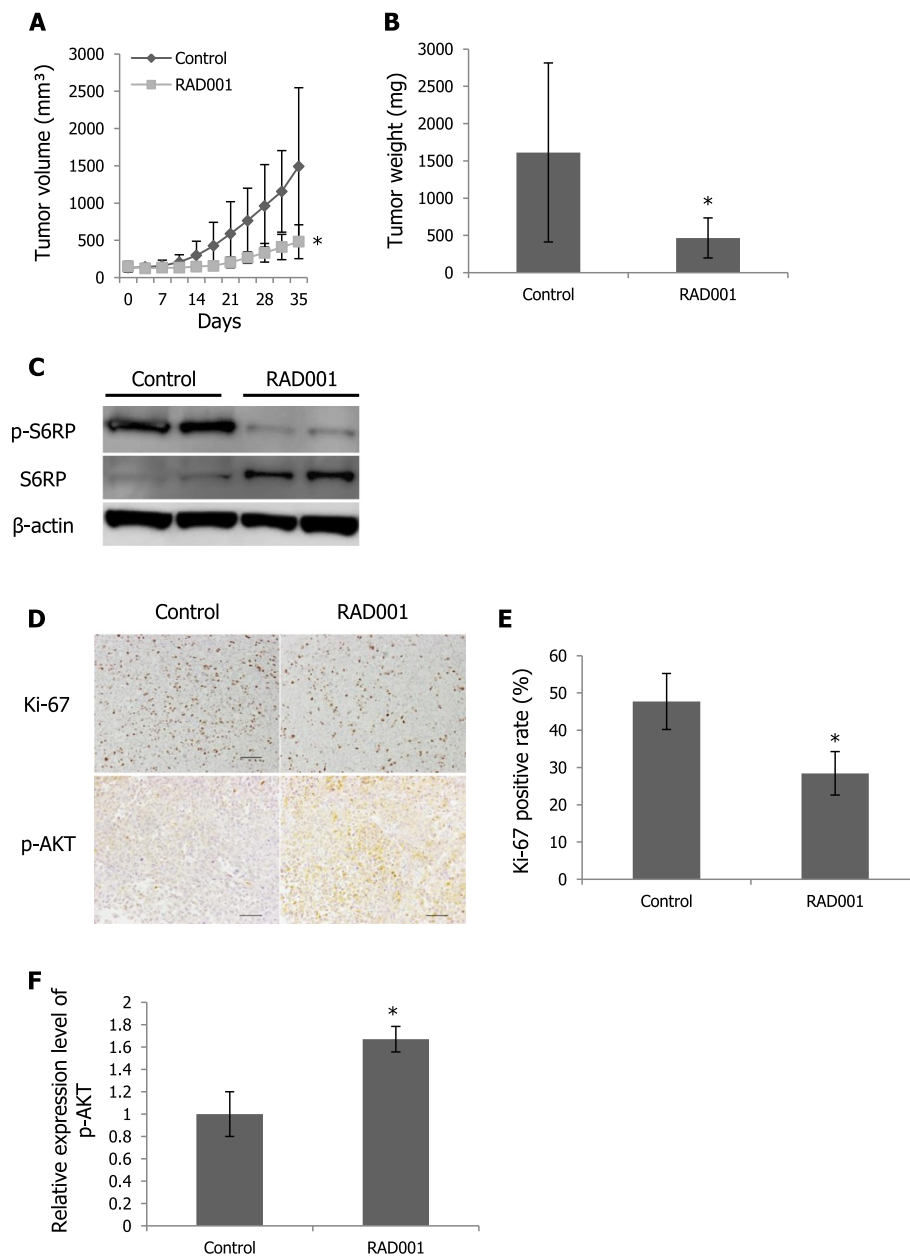 A
Tumor volume (mm³)
3000
2500
2000
1500
1000
500
0
Control
RAD001
*
0 7 14 21 28 35
Days
B
Tumor weight (mg)
3000
2500
2000
1500
1000
500
0
*
Control RAD001
C
Control RAD001
p-S6RP
S6RP
β-actin
D
Control RAD001
Ki-67
p-AKT
E
Ki-67 positive rate (%)
60
50
40
30
20
10
0
*
Control RAD001
F
Relative expression level of
p-AKT
2
1.8
1.6
1.4
1.2
1
0.8
0.6
0.4
0.2
0
*
Control RAD001